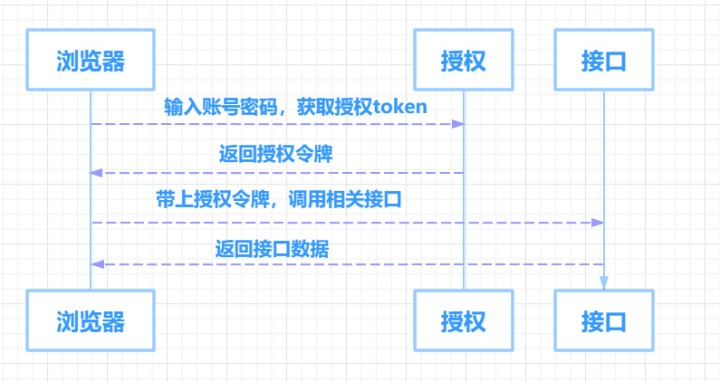 浏览器
授权
接口
输入账号密码，获取授权token
返回授权令牌
带上授权令牌，调用相关接口
返回接口数据
浏览器
授权
接口